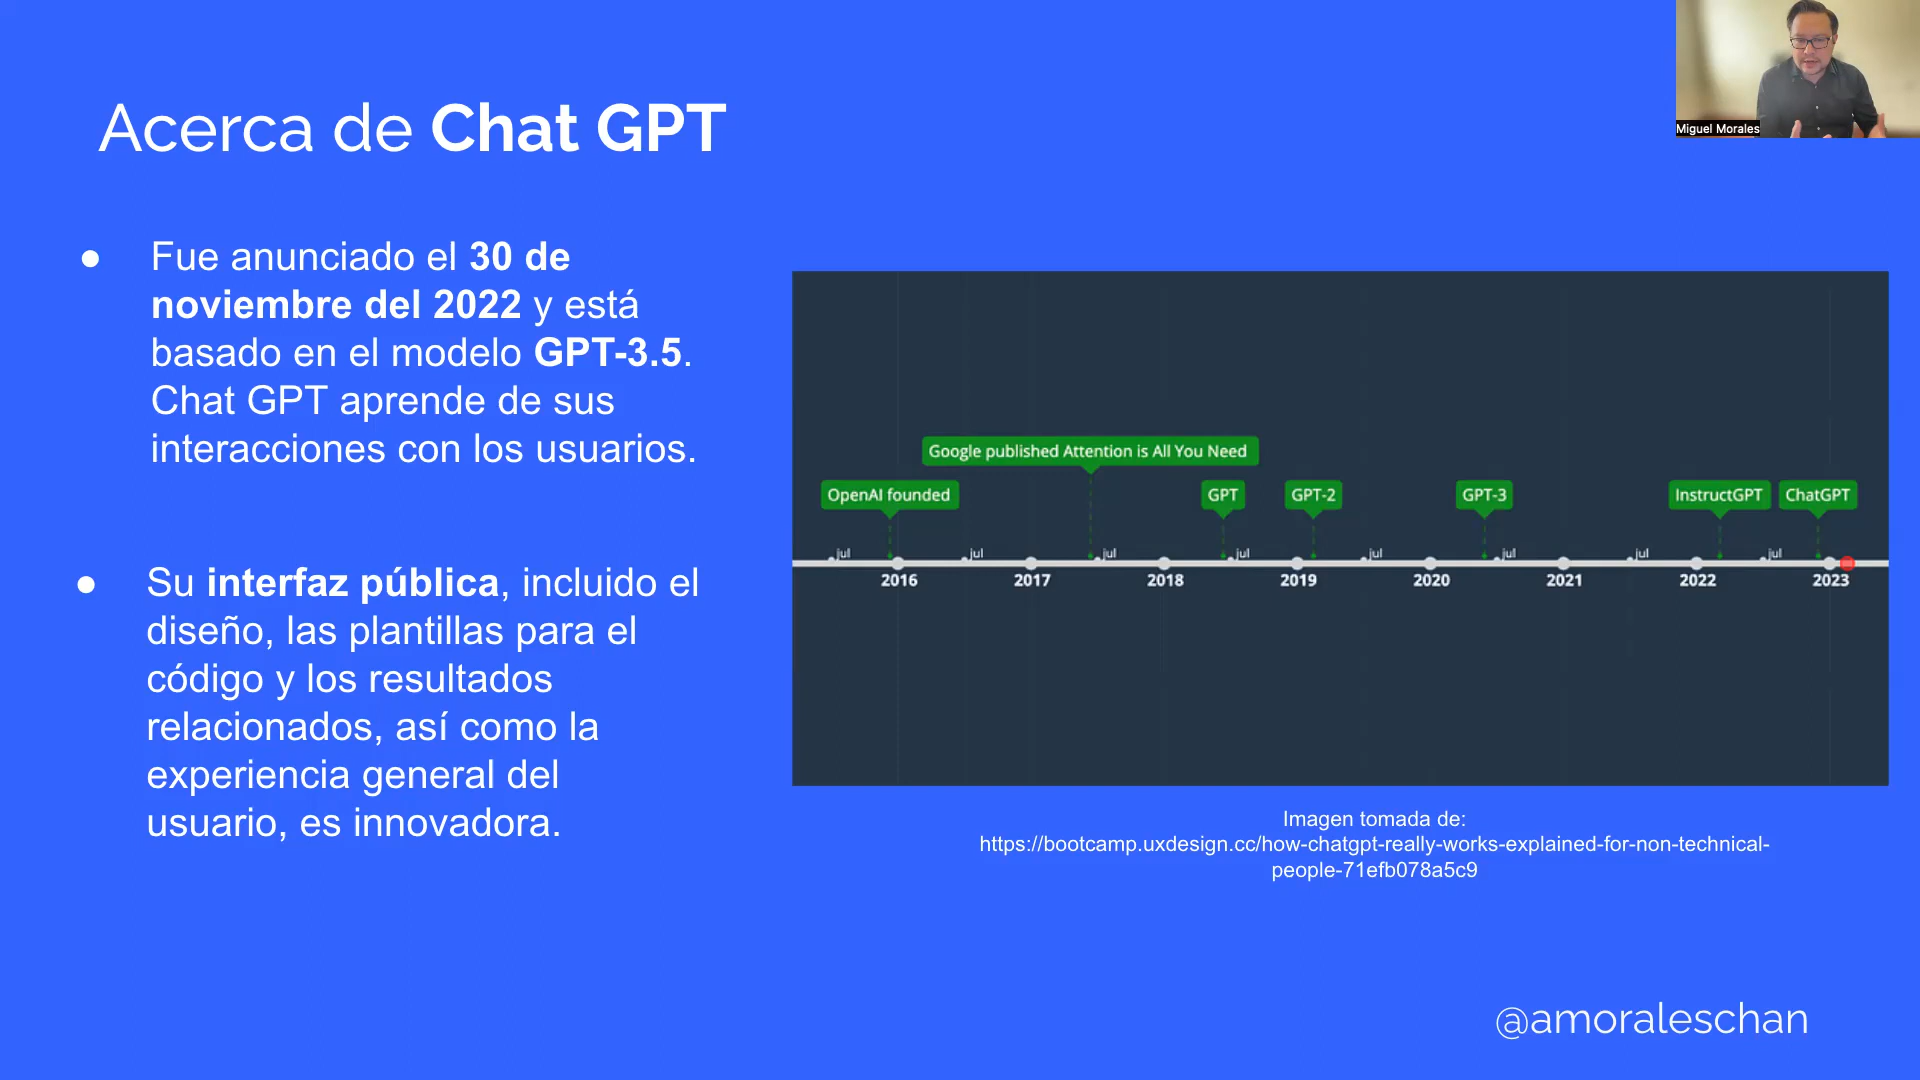 Miguel Morales
Acerca de Chat GPT
● Fue anunciado el 30 de
noviembre del 2022 y está
basado en el modelo GPT-3.5.
Chat GPT aprende de sus
interacciones con los usuarios.
● Su interfaz pública, incluido el
diseño, las plantillas para el
código y los resultados
relacionados, así como la
experiencia general del
usuario, es innovadora.
Google published Attention is All You Need
OpenAI founded GPT GPT-2 GPT-3 InstructGPT ChatGPT
jul jul jul jul jul jul jul jul
2016 2017 2018 2019 2020 2021 2022 2023
Imagen tomada de:
https://bootcamp.uxdesign.cc/how-chatgpt-really-works-explained-for-non-technical-
people-71efb078a5c9
@amoraleschan